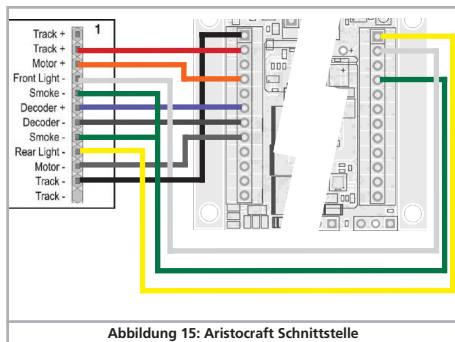 1
Track +
Track +
Motor +
Front Light -
Smoke -
Decoder +
Decoder -
Smoke -
Rear Light -
Motor -
Track -
Track -
Abbildung 15: Aristocraft Schnittstelle